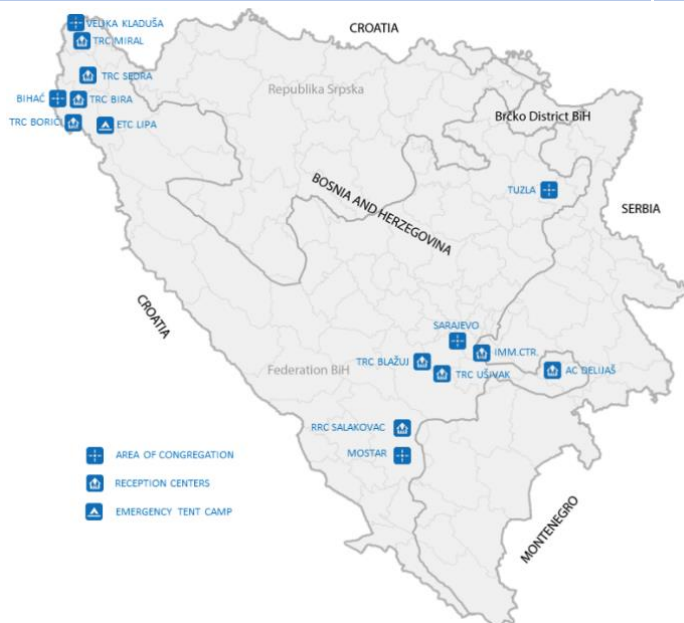 CROATIA
VELIKA KLADUŠA
TRC MIRAL
TRC SEDRA
Republika Srpska
BIHAĆ
TRC BIRA
TRC BORIĆI
ETC LIPA
Brčko District BiH
BOSNIA AND HERZEGOVINA
TUZLA
SERBIA
CROATIA
SARAJEVO
IMM.CTR.
TRC BLAŽUJ
Federation BiH
TRC UŠIVAK
AC DELIJAŠ
RRC SALAKOVAC
MOSTAR
AREA OF CONGREGATION
RECEPTION CENTERS
EMERGENCY TENT CAMP
MONTENEGRO